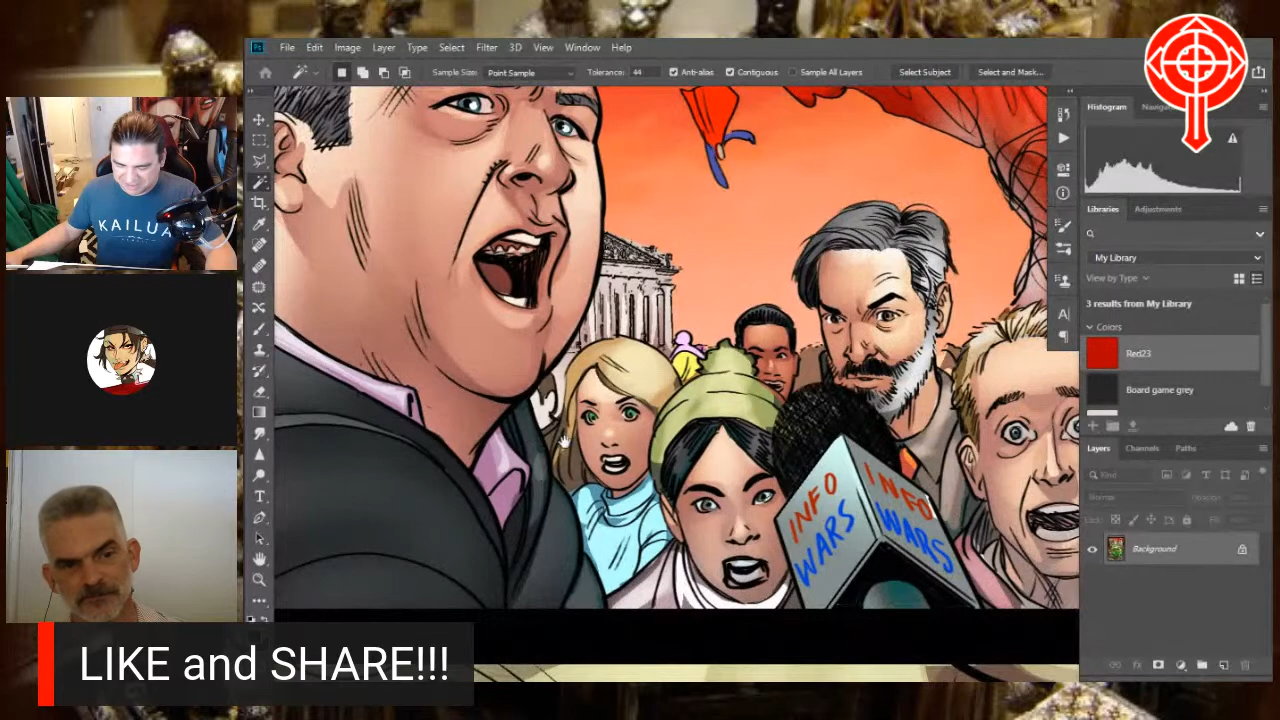 Ps File Edit Image Layer Type Select Filter 3D View Window Help
Sample Size: Point Sample Tolerance: 44 Anti-alias Contiguous Sample All Layers Select Subject Select and Mask...
Histogram
Libraries Adjustments
My Library
View by Type
3 results from My Library
Colors
Red23
Board game grey
Layers Channels Paths
Kind
Normal
Background
KAILUA
INFO
WARS
INFO
WARS
LIKE and SHARE!!!